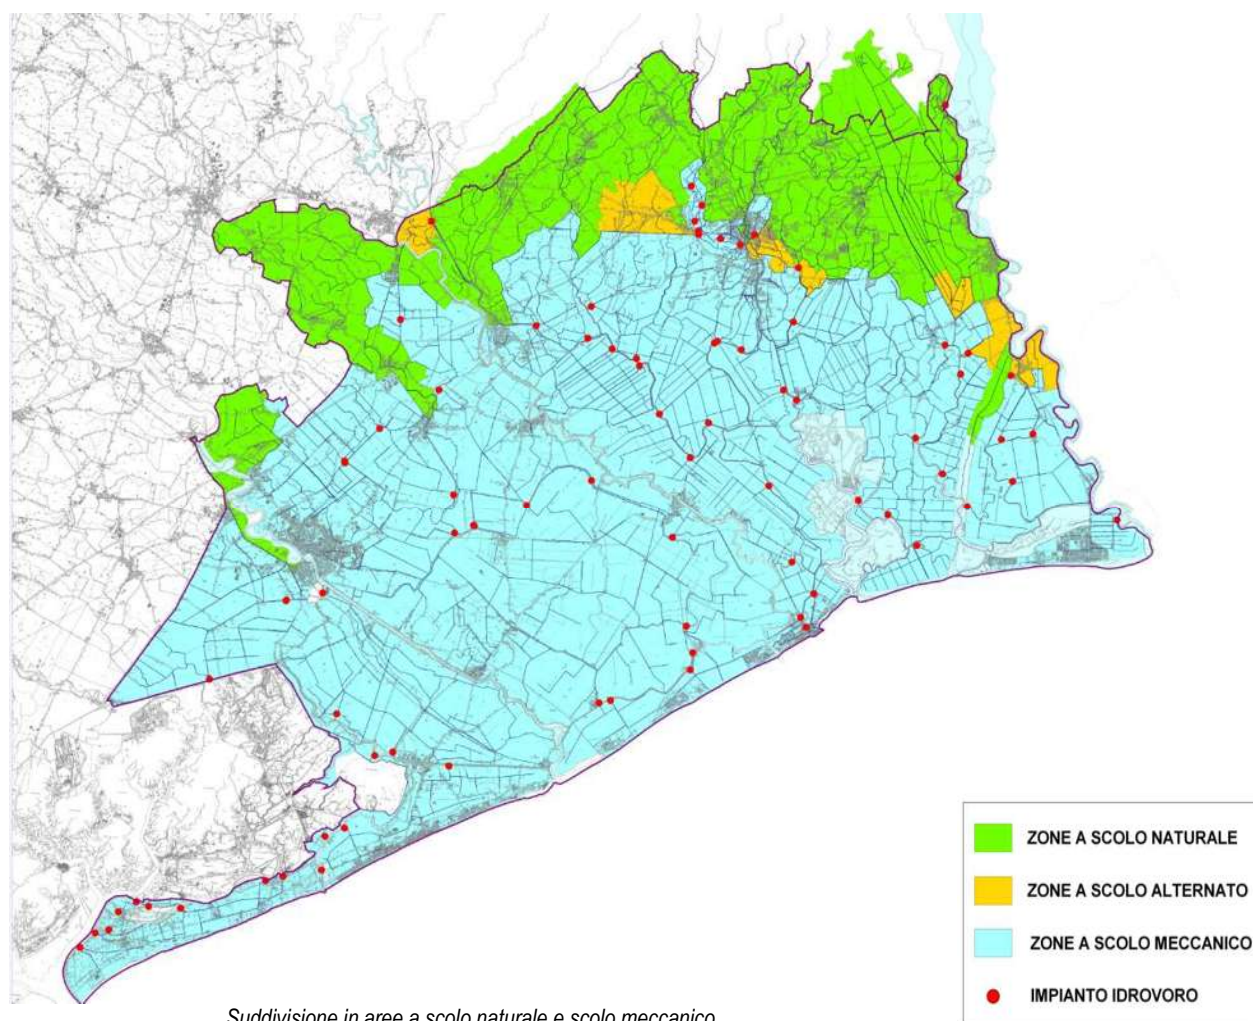 ZONE A SCOLO NATURALE
ZONE A SCOLO ALTERNATO
ZONE A SCOLO MECCANICO
IMPIANTO IDROVORO
Suddivisione in aree a scolo naturale e scolo meccanico